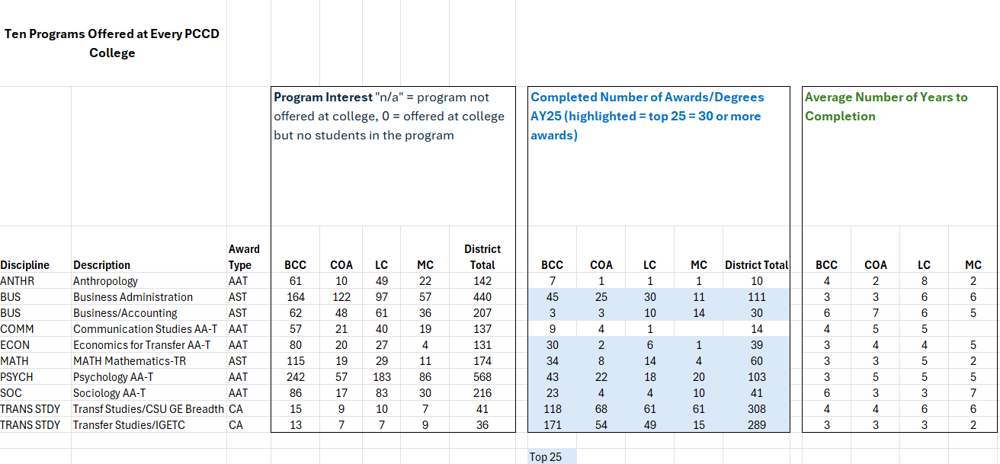 Ten Programs Offered at Every PCCD
College
Program Interest "n/a" = program not
offered at college, 0 = offered at college
but no students in the program
Completed Number of Awards/Degrees
AY25 (highlighted = top 25 = 30 or more
awards)
Average Number of Years to
Completion
Discipline Description Award Type BCC COA LC MC District Total BCC COA LC MC District Total BCC COA LC MC
ANTHR Anthropology AAT 61 10 49 22 142 7 1 1 1 10 4 2 8 2
BUS Business Administration AST 164 122 97 57 440 45 25 30 11 111 3 3 6 6
BUS Business/Accounting AST 62 48 61 36 207 3 3 10 14 30 6 7 6 5
COMM Communication Studies AA-T AAT 57 21 40 19 137 9 4 1 14 4 5 5
ECON Economics for Transfer AA-T AAT 80 20 27 4 131 30 2 6 1 39 3 4 4 5
MATH MATH Mathematics-TR AST 115 19 29 11 174 34 8 14 4 60 3 3 5 2
PSYCH Psychology AA-T AAT 242 57 183 86 568 43 22 18 20 103 3 5 5 5
SOC Sociology AA-T AAT 86 17 83 30 216 23 4 4 10 41 6 3 3 7
TRANS STDY Transf Studies/CSU GE Breadth CA 15 9 10 7 41 118 68 61 61 308 4 4 6 6
TRANS STDY Transfer Studies/IGETC CA 13 7 7 9 36 171 54 49 15 289 3 3 3 2
Top 25